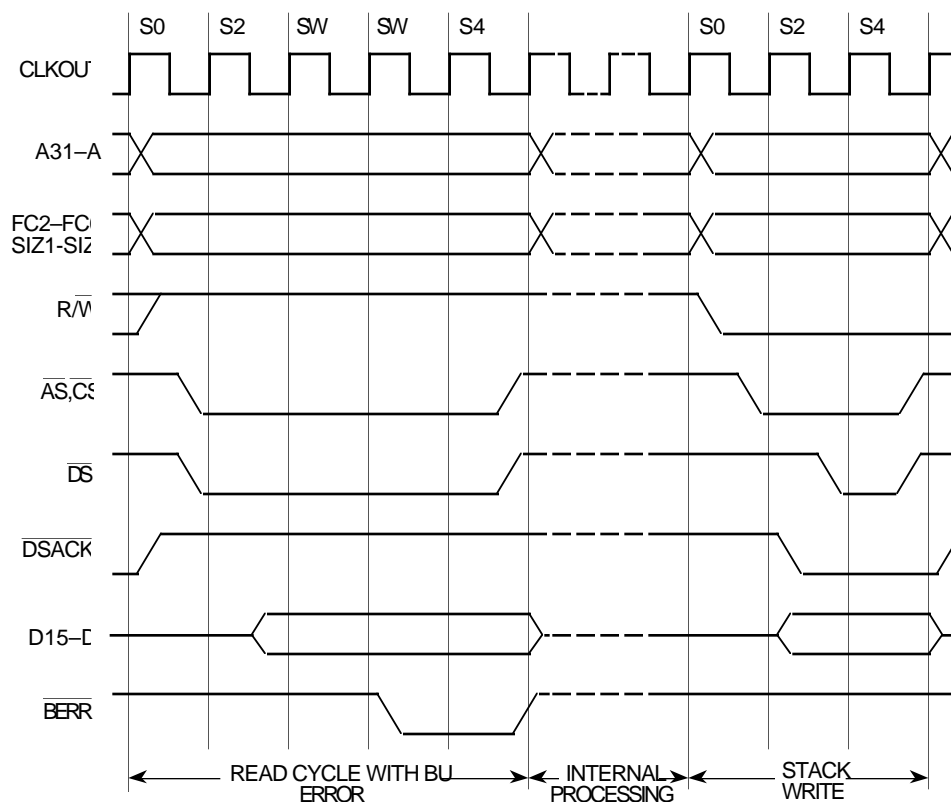 S0 S2 SW SW S4 S0 S2 S4
CLKOU
A31–A
FC2–FC
SIZ1-SIZ
R/W
AS,CS
DS
DSACK
D15–D
BERR
READ CYCLE WITH BU
ERROR
INTERNAL
PROCESSING
STACK
WRITE